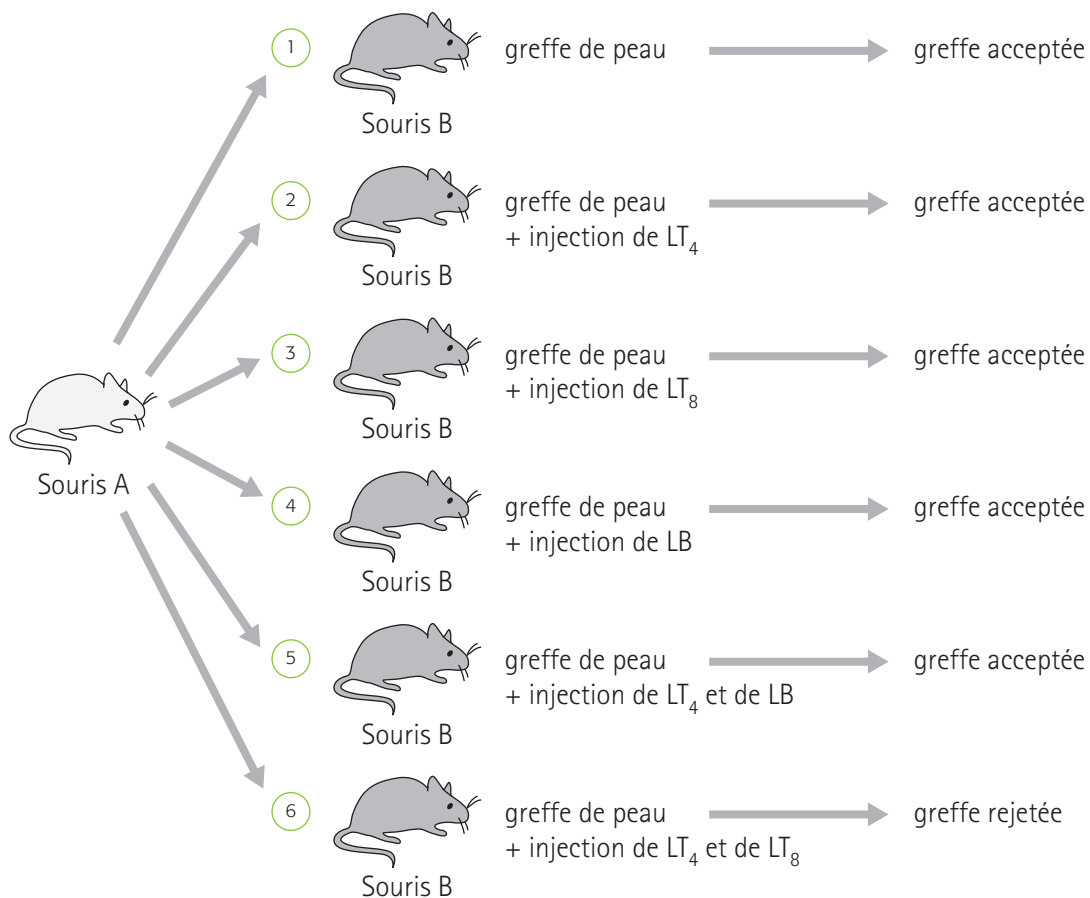 1 greffe de peau greffe acceptée
Souris B
2 greffe de peau greffe acceptée
+ injection de LT₄
Souris B
3 greffe de peau greffe acceptée
+ injection de LT₈
Souris B
Souris A
4 greffe de peau greffe acceptée
+ injection de LB
Souris B
5 greffe de peau greffe acceptée
+ injection de LT₄ et de LB
Souris B
6 greffe de peau greffe rejetée
+ injection de LT₄ et de LT₈
Souris B